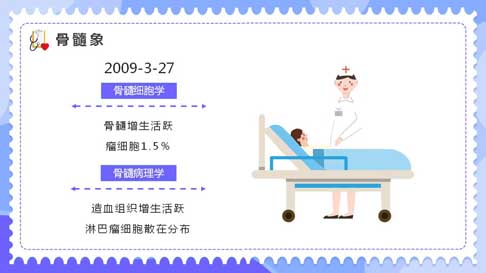 骨髓象
2009-3-27
骨髓细胞学
骨髓增生活跃
瘤细胞1.5%
骨髓病理学
造血组织增生活跃
淋巴瘤细胞散在分布